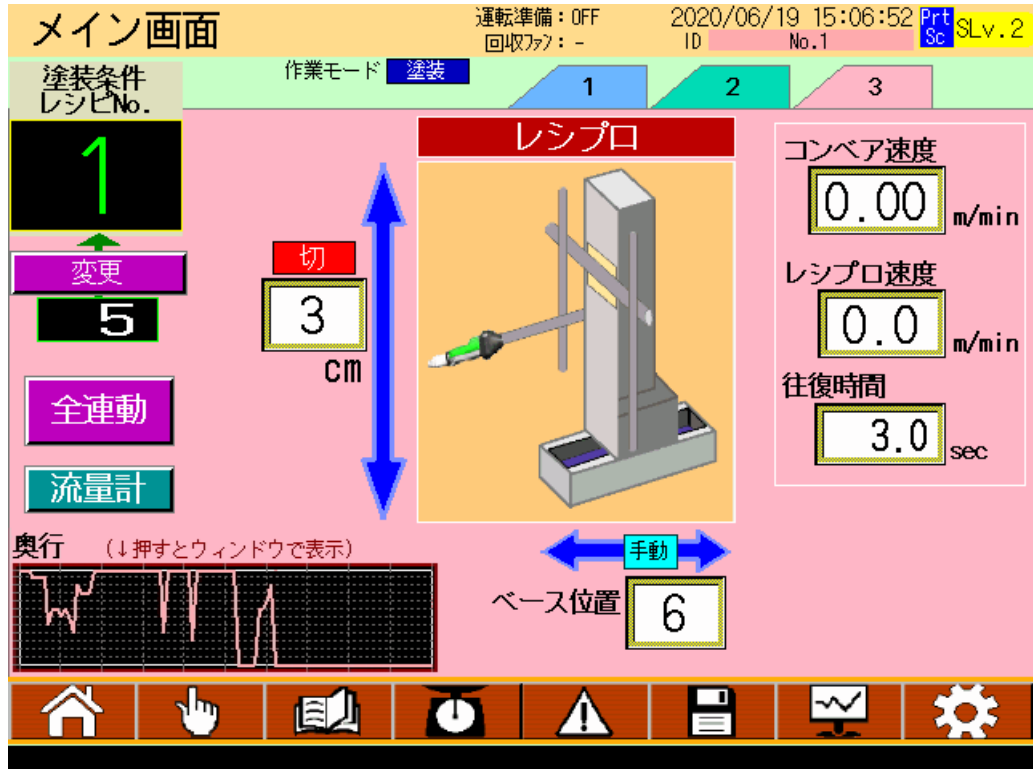 メイン画面
運転準備：OFF
回収ファン：-
2020/06/19 15:06:52
ID No.1
Prt Sc
SLv.2
塗装条件
レシピNo.
作業モード 塗装
1
2
3
1
変更
5
全連動
流量計
切
3
cm
レシプロ
コンベア速度
0.00 m/min
レシプロ速度
0.0 m/min
往復時間
3.0 sec
奥行 (↓押すとウィンドウで表示)
手動
ベース位置 6